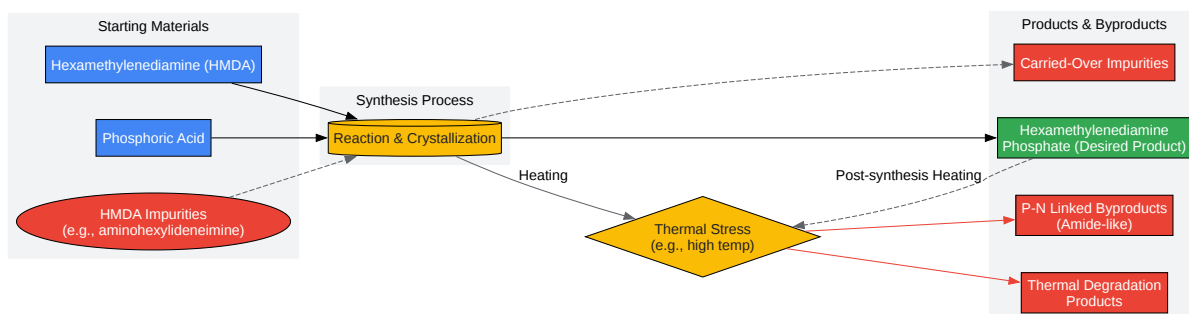 Starting Materials
Hexamethylenediamine (HMDA)
Phosphoric Acid
HMDA Impurities
(e.g., aminohexylideneimine)
Synthesis Process
Reaction & Crystallization
Heating
Thermal Stress
(e.g., high temp)
Post-synthesis Heating
Products & Byproducts
Carried-Over Impurities
Hexamethylenediamine
Phosphate (Desired Product)
P-N Linked Byproducts
(Amide-like)
Thermal Degradation
Products